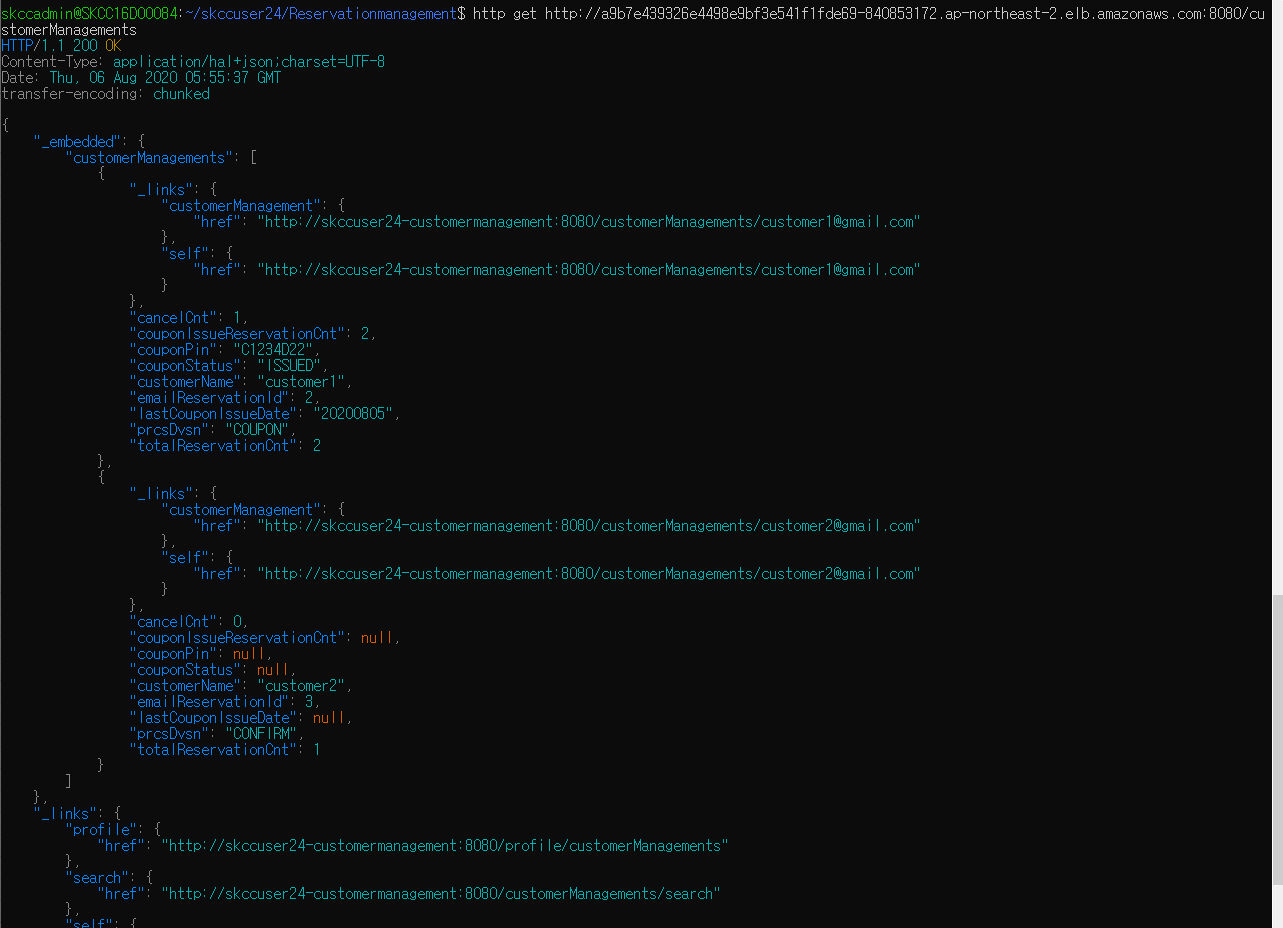 skccadmin@SKCC16D00084:~/skccuser24/Reservationmanagement$ http get http://a9b7e439326e4498e9bf3e541f1fde69-840853172.ap-northeast-2.elb.amazonaws.com:8080/cu
stomerManagements
HTTP/1.1 200 OK
Content-Type: application/hal+json;charset=UTF-8
Date: Thu, 06 Aug 2020 05:55:37 GMT
transfer-encoding: chunked

{
    "_embedded": {
        "customerManagements": [
            {
                "_links": {
                    "customerManagement": {
                        "href": "http://skccuser24-customermanagement:8080/customerManagements/customer1@gmail.com"
                    },
                    "self": {
                        "href": "http://skccuser24-customermanagement:8080/customerManagements/customer1@gmail.com"
                    }
                },
                "cancelCnt": 1,
                "couponIssueReservationCnt": 2,
                "couponPin": "C1234D22",
                "couponStatus": "ISSUED",
                "customerName": "customer1",
                "emailReservationId": 2,
                "lastCouponIssueDate": "20200805",
                "prcsDvsn": "COUPON",
                "totalReservationCnt": 2
            },
            {
                "_links": {
                    "customerManagement": {
                        "href": "http://skccuser24-customermanagement:8080/customerManagements/customer2@gmail.com"
                    },
                    "self": {
                        "href": "http://skccuser24-customermanagement:8080/customerManagements/customer2@gmail.com"
                    }
                },
                "cancelCnt": 0,
                "couponIssueReservationCnt": null,
                "couponPin": null,
                "couponStatus": null,
                "customerName": "customer2",
                "emailReservationId": 3,
                "lastCouponIssueDate": null,
                "prcsDvsn": "CONFIRM",
                "totalReservationCnt": 1
            }
        ]
    },
    "_links": {
        "profile": {
            "href": "http://skccuser24-customermanagement:8080/profile/customerManagements"
        },
        "search": {
            "href": "http://skccuser24-customermanagement:8080/customerManagements/search"
        },
        "self": {